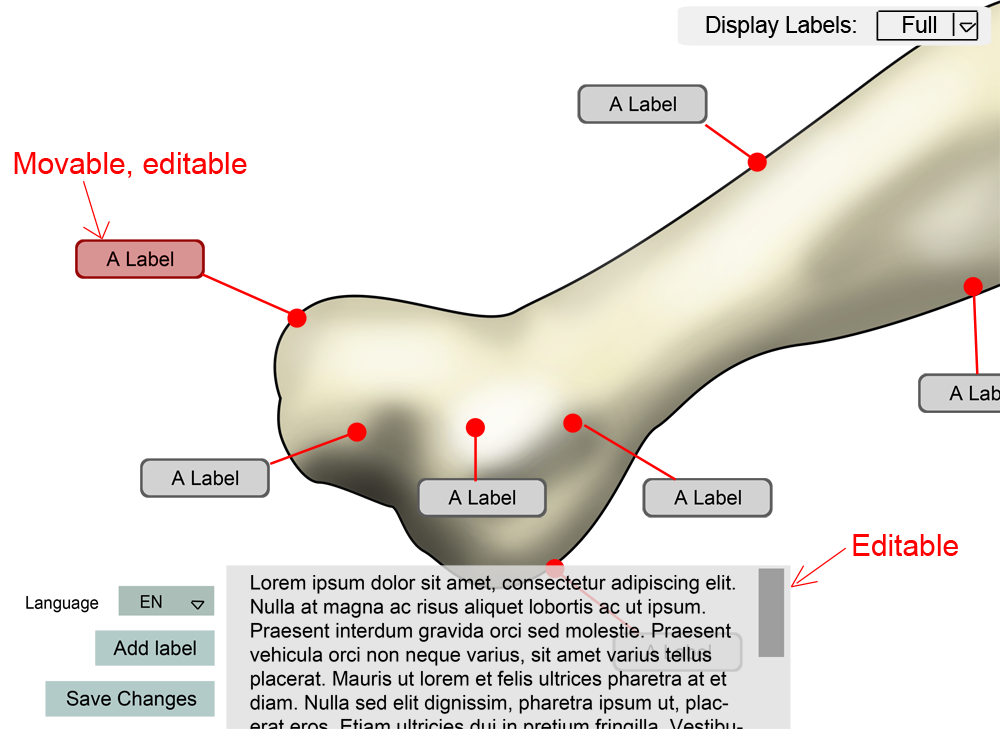 Display Labels: Full
A Label
Movable, editable
A Label
A Lab
A Label
A Label
A Label
Editable
Lorem ipsum dolor sit amet, consectetur adipiscing elit.
Nulla at magna ac risus aliquet lobortis ac ut ipsum.
Praesent interdum gravida orci sed molestie. Praesent
vehicula orci non neque varius, sit amet varius tellus
placerat. Mauris ut lorem et felis ultrices pharetra at et
diam. Nulla sed elit dignissim, pharetra ipsum ut, plac-
erat eros. Etiam ultricies dui in pretium fringilla. Vestibu-
A Label
Language EN
Add label
Save Changes